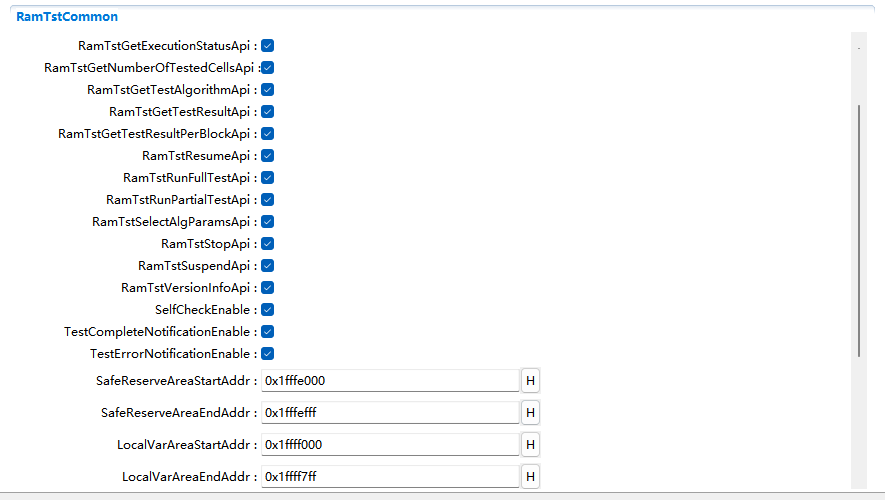 RamTstCommon
RamTstGetExecutionStatusApi :
RamTstGetNumberOfTestedCellsApi :
RamTstGetTestAlgorithmApi :
RamTstGetTestResultApi :
RamTstGetTestResultPerBlockApi :
RamTstResumeApi :
RamTstRunFullTestApi :
RamTstRunPartialTestApi :
RamTstSelectAlgParamsApi :
RamTstStopApi :
RamTstSuspendApi :
RamTstVersionInfoApi :
SelfCheckEnable :
TestCompleteNotificationEnable :
TestErrorNotificationEnable :
SafeReserveAreaStartAddr : 0x1fffe000 H
SafeReserveAreaEndAddr : 0x1fffefff H
LocalVarAreaStartAddr : 0x1ffff000 H
LocalVarAreaEndAddr : 0x1ffff7ff H